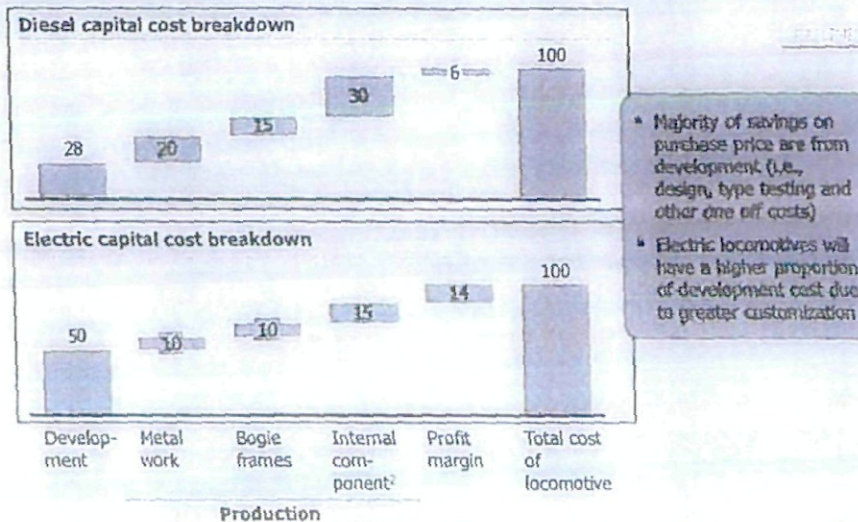 Diesel capital cost breakdown
28
20
15
30
6
100
Electric capital cost breakdown
50
10
10
15
14
100
Develop-
ment
Metal
work
Bogie
frames
Internal
com-
ponent²
Profit
margin
Total cost
of
locomotive
Production
Majority of savings on
purchase price are from
development (i.e.,
design, type testing and
other one off costs)
Electric locomotives will
have a higher proportion
of development cost due
to greater customization